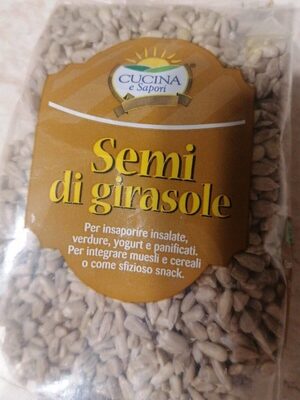 CUCINA
e Sapori
Semi
di girasole
Per insaporire insalate,
verdure, yogurt e panificati.
Per integrare muesli e cereali
o come sfizioso snack.